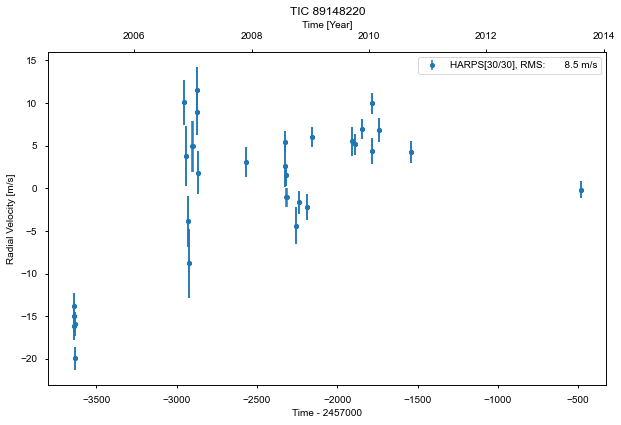 TIC 89148220
Time [Year]
2006 2008 2010 2012 2014
HARPS[30/30], RMS: 8.5 m/s
15
10
5
0
−5
−10
−15
−20
Radial Velocity [m/s]
−3500 −3000 −2500 −2000 −1500 −1000 −500
Time - 2457000